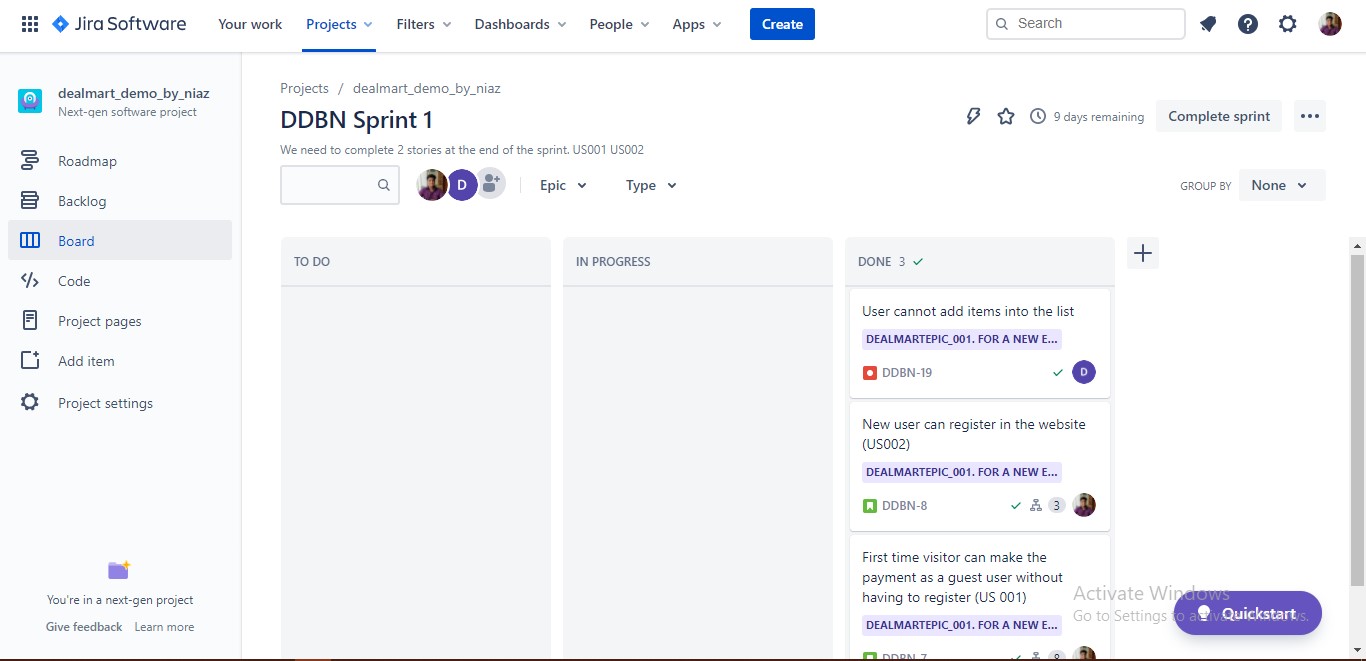 Jira Software
Your work
Projects
Filters
Dashboards
People
Apps
Create
Search
dealmart_demo_by_niaz
Next-gen software project
Roadmap
Backlog
Board
Code
Project pages
Add item
Project settings
You're in a next-gen project
Give feedback Learn more
Projects / dealmart_demo_by_niaz
DDBN Sprint 1
9 days remaining
Complete sprint
We need to complete 2 stories at the end of the sprint. US001 US002
D
Epic
Type
GROUP BY
None
TO DO
IN PROGRESS
DONE 3
User cannot add items into the list
DEALMARTEPIC_001. FOR A NEW E...
DDBN-19
D
New user can register in the website
(US002)
DEALMARTEPIC_001. FOR A NEW E...
DDBN-8
3
First time visitor can make the
payment as a guest user without
having to register (US 001)
DEALMARTEPIC_001. FOR A NEW E...
DDBN-7
8
Activate Windows
Go to Settings to activate Windows.
Quickstart